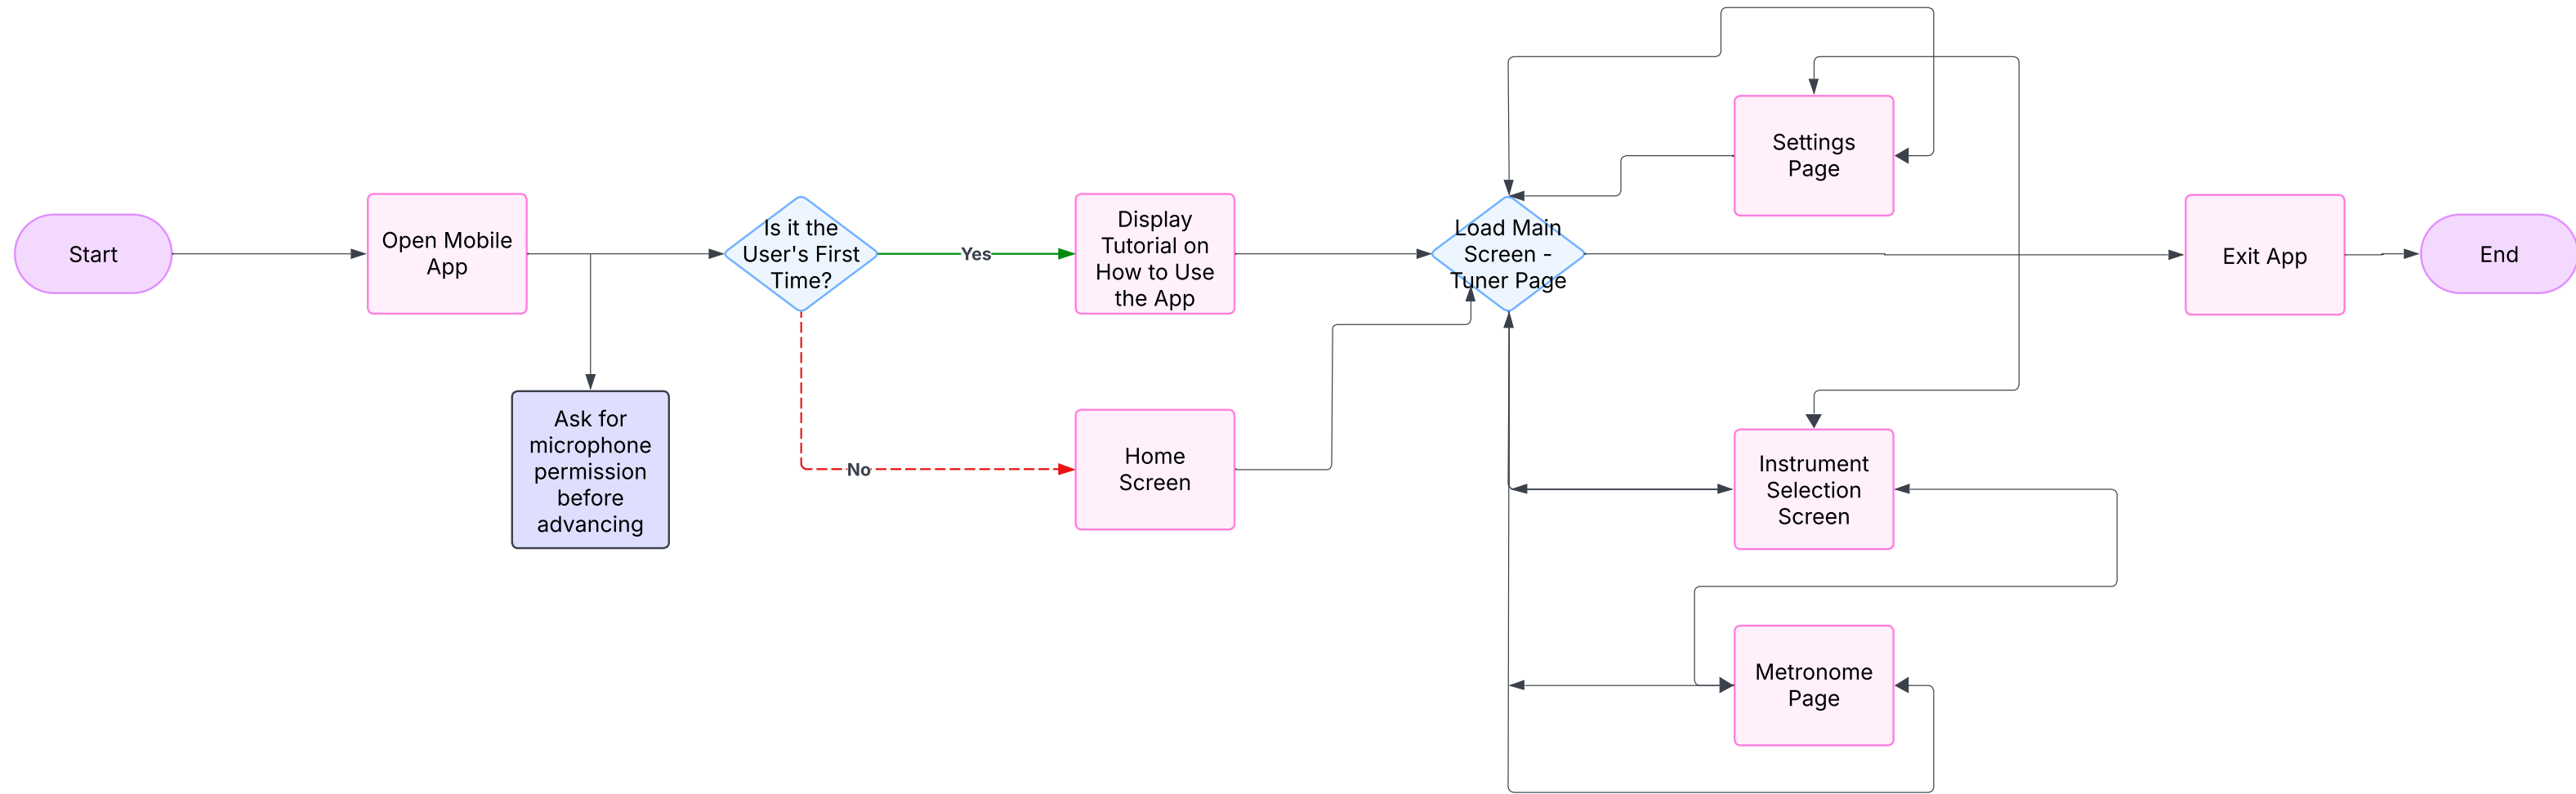 Start
Open Mobile
App
Ask for
microphone
permission
before
advancing
Is it the
User's First
Time?
Yes
No
Display
Tutorial on
How to Use
the App
Home
Screen
Load Main
Screen -
Tuner Page
Settings
Page
Instrument
Selection
Screen
Metronome
Page
Exit App
End